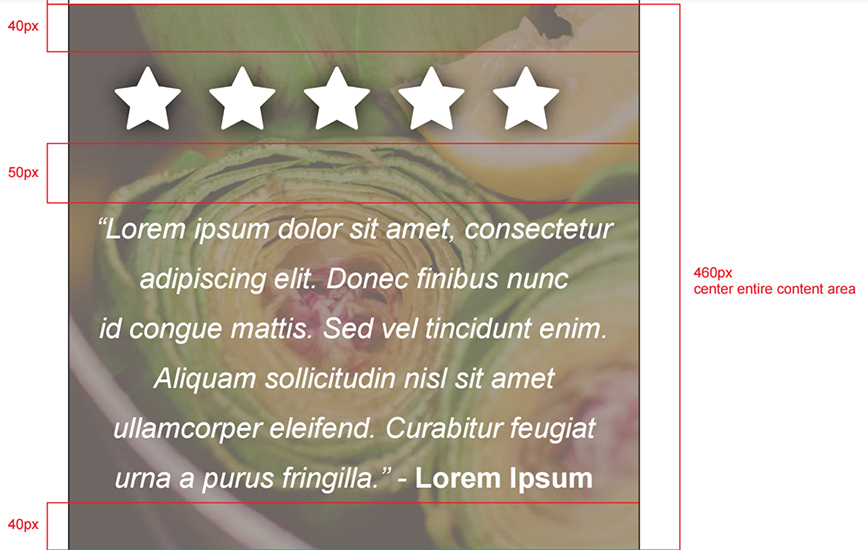 40px
50px
“Lorem ipsum dolor sit amet, consectetur
adipiscing elit. Donec finibus nunc
id congue mattis. Sed vel tincidunt enim.
Aliquam sollicitudin nisl sit amet
ullamcorper eleifend. Curabitur feugiat
urna a purus fringilla.” - Lorem Ipsum
460px
center entire content area
40px